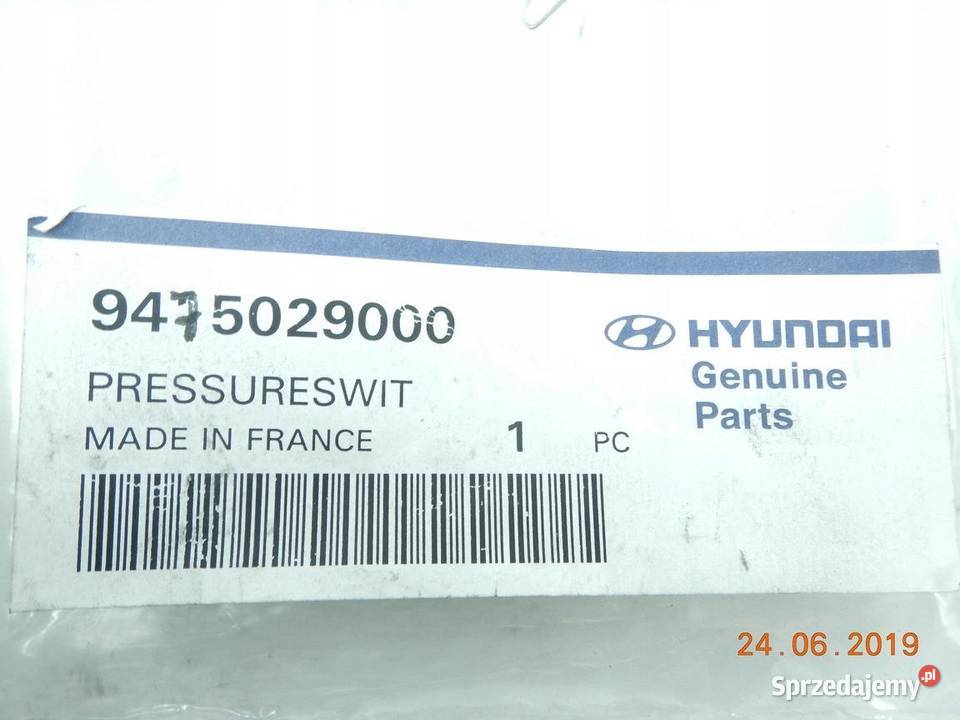 9475029000
HYUNDAI
Genuine
Parts
PRESSURESWIT
MADE IN FRANCE 1 PC
24.06.2019
Sprzedajemy.pl